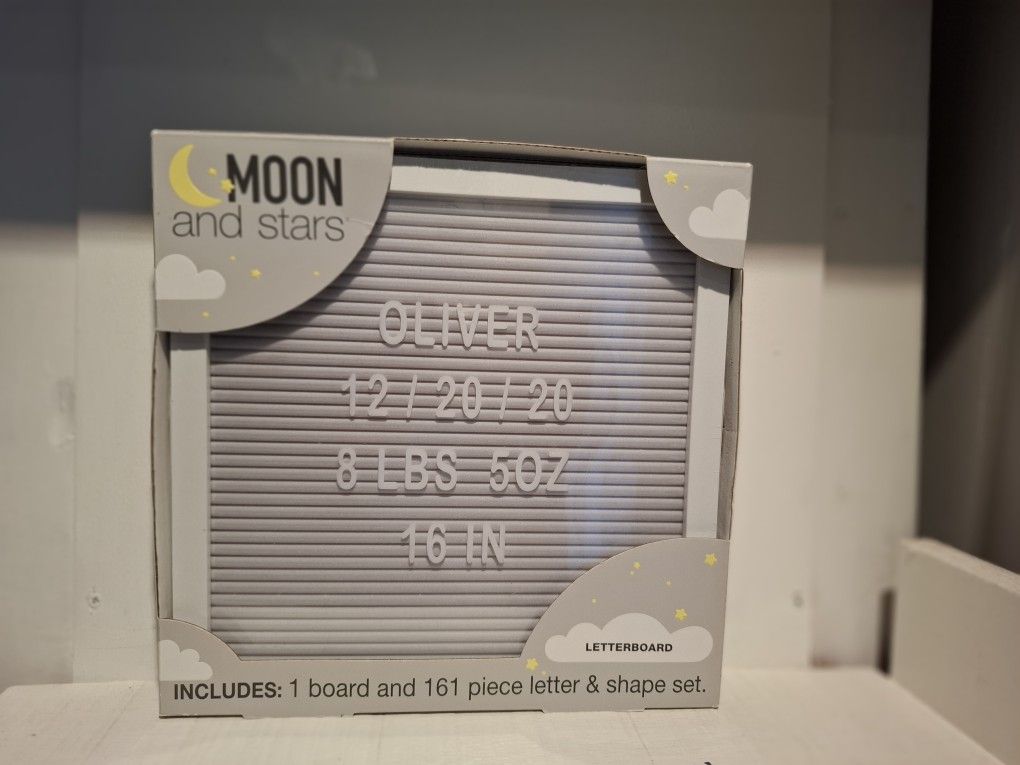 MOON
and stars
OLIVER
12 / 20 / 20
8 LBS 5OZ
16 IN
LETTERBOARD
INCLUDES: 1 board and 161 piece letter & shape set.